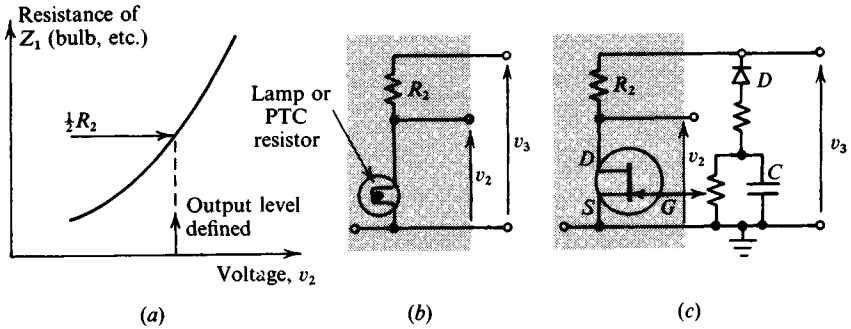 Resistance of
Z1 (bulb, etc.)
½R2
Output level
defined
Voltage, v2
(a)
Lamp or
PTC
resistor
R2
v2
v3
(b)
R2
D
D
v2
v3
S
G
C
(c)